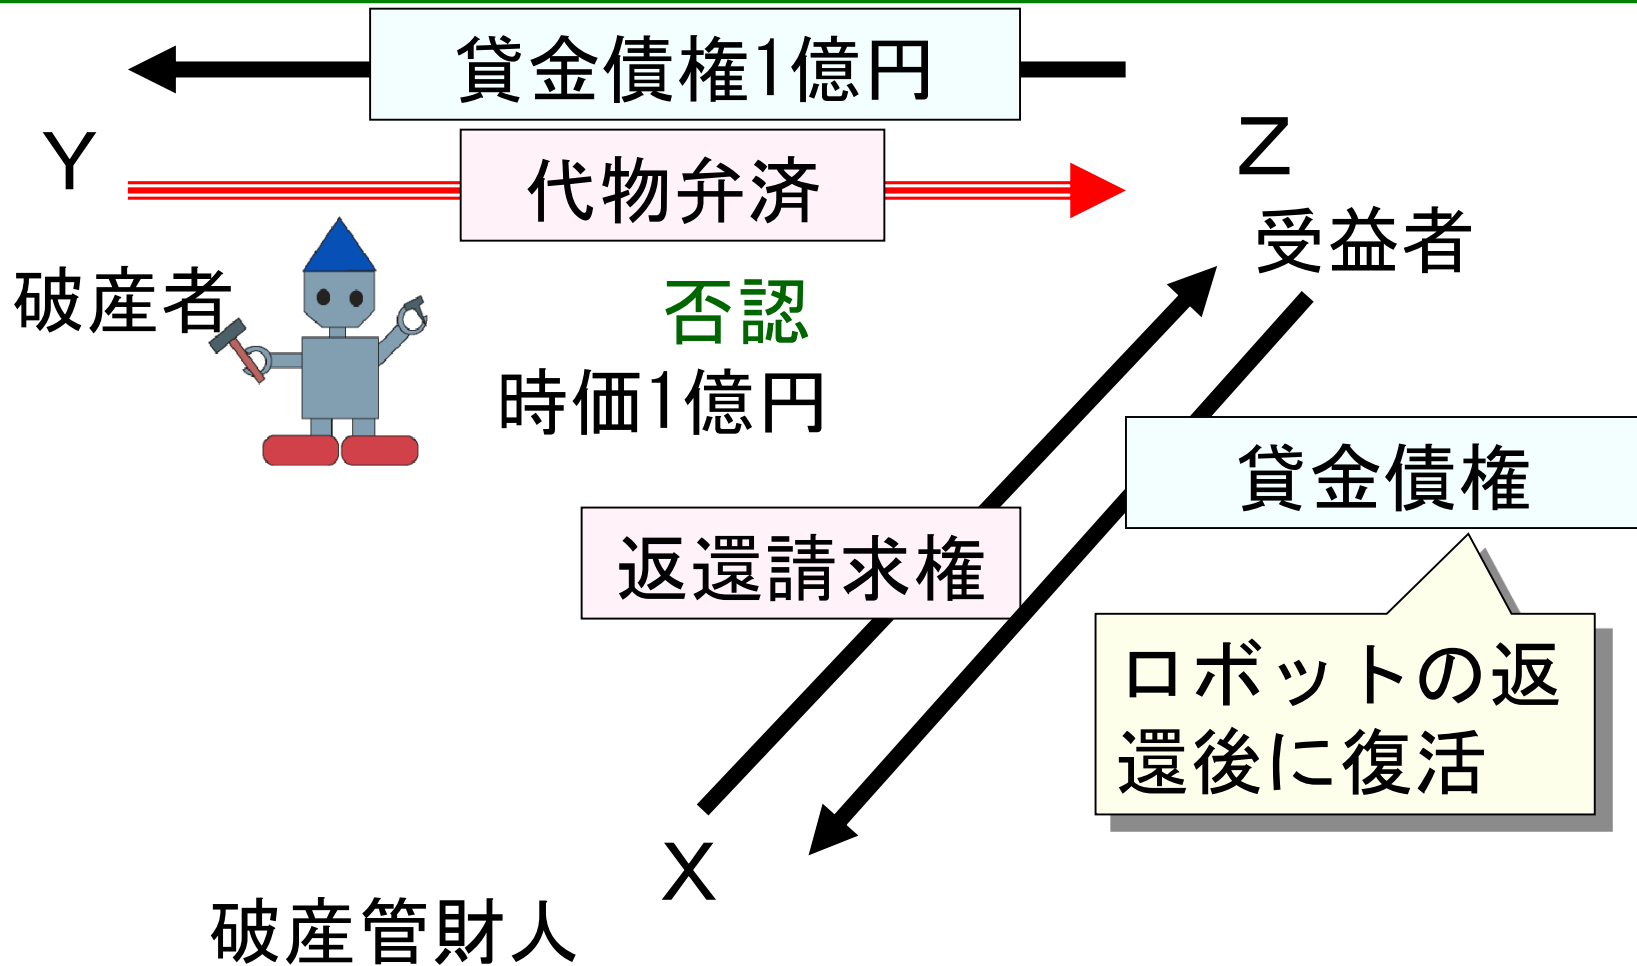 貸金債権1億円
Y
代物弁済
Z
受益者
破産者
否認
時価1億円
貸金債権
返還請求権
ロボットの返
還後に復活
X
破産管財人